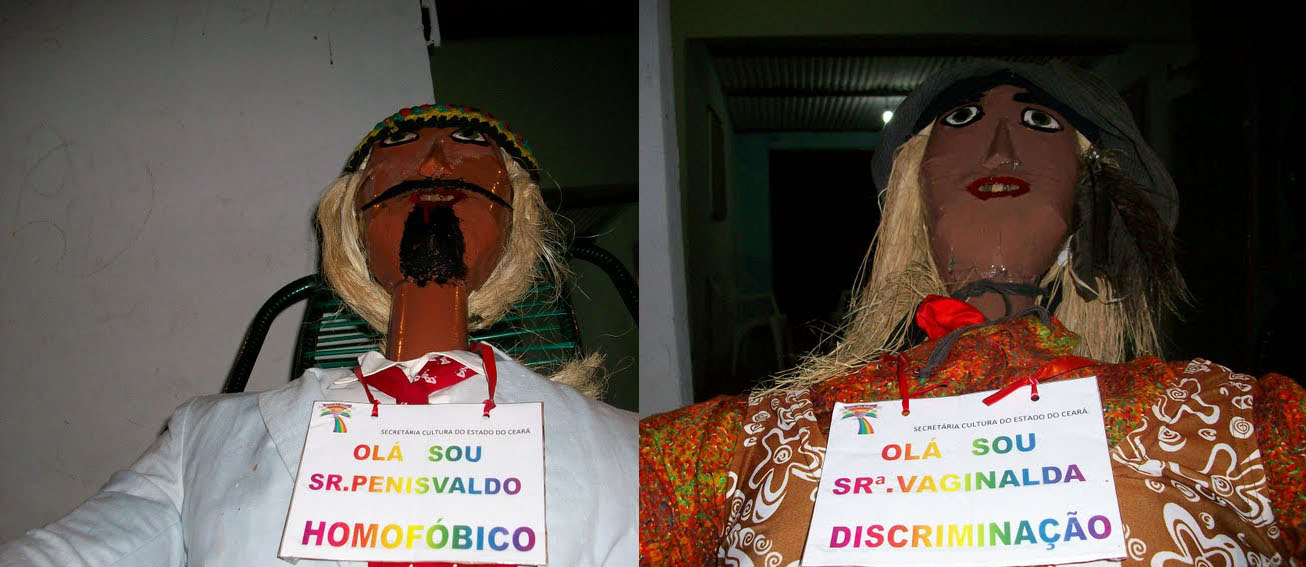 SECRETÁRIA CULTURA DO ESTADO DO CEARÁ
OLÁ SOU
SR.PENISVALDO
HOMOFÓBICO
SECRETÁRIA CULTURA DO ESTADO DO CEARÁ.
OLÁ SOU
SRª.VAGINALDA
DISCRIMINAÇÃO